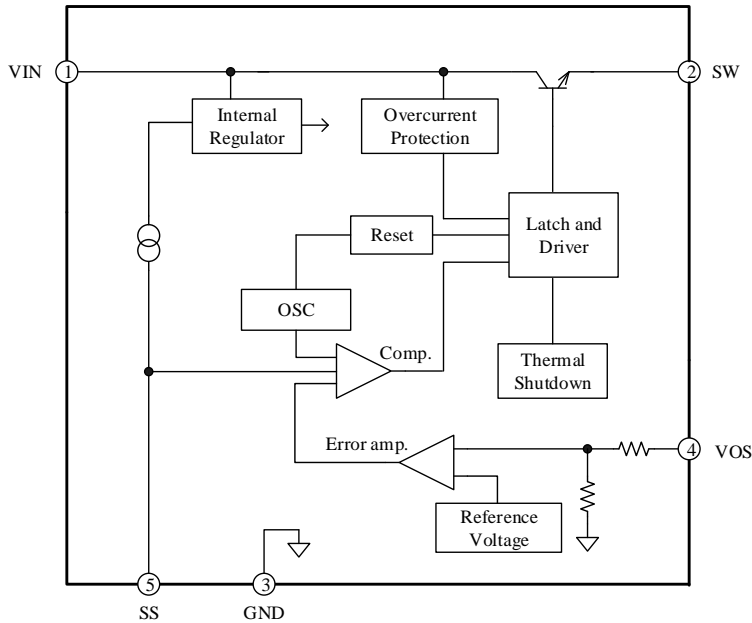 VIN
1
2
SW
Internal
Regulator
Overcurrent
Protection
Latch and
Driver
Reset
OSC
Comp.
Thermal
Shutdown
Error amp.
4
VOS
Reference
Voltage
5
3
SS
GND